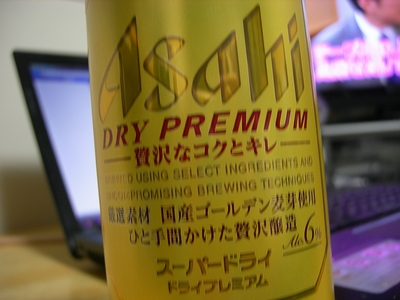 Asahi
DRY PREMIUM
贅沢なコクとキレ
USING SELECT INGREDIENTS AND
UNCOMPROMISING BREWING TECHNIQUES
厳選素材 国産ゴールデン麦芽使用
ひと手間かけた贅沢醸造
Alc.6%
スーパードライ
ドライプレミアム